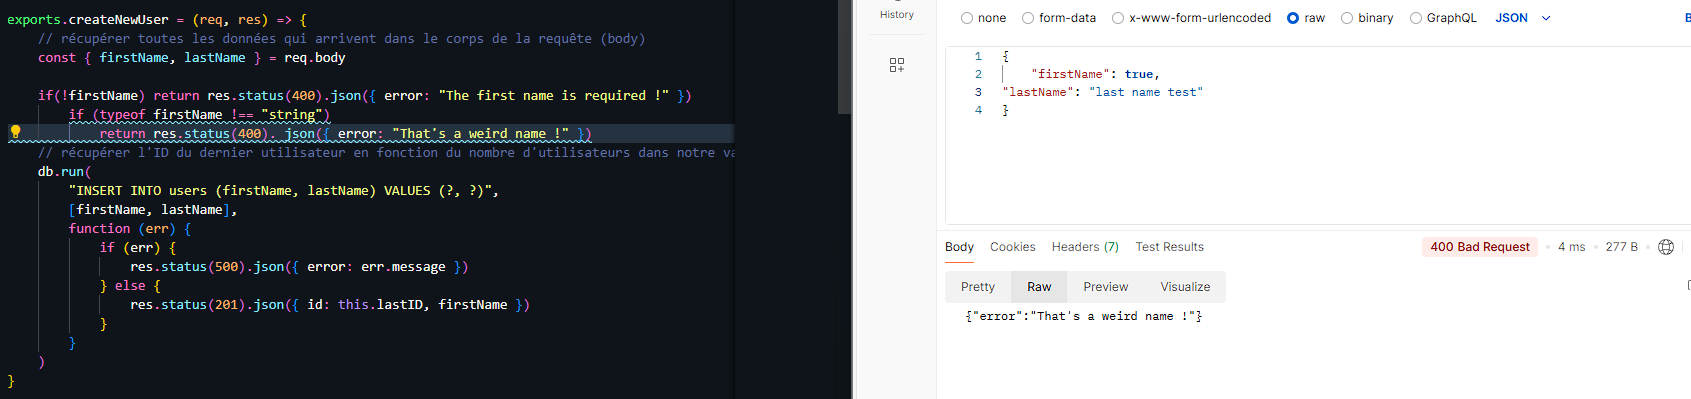 exports.createNewUser = (req, res) => {
// récupérer toutes les données qui arrivent dans le corps de la requête (body)
const { firstName, lastName } = req.body
if(!firstName) return res.status(400).json({ error: "The first name is required !" })
if (typeof firstName !== "string")
return res.status(400). json({ error: "That's a weird name !" })
// récupérer l'ID du dernier utilisateur en fonction du nombre d'utilisateurs dans notre va
db.run(
"INSERT INTO users (firstName, lastName) VALUES (?, ?)",
[firstName, lastName],
function (err) {
if (err) {
res.status(500).json({ error: err.message })
} else {
res.status(201).json({ id: this.lastID, firstName })
}
}
)
}
History
none form-data x-www-form-urlencoded raw binary GraphQL JSON
1 {
2 "firstName": true,
3 "lastName": "last name test"
4 }
Body Cookies Headers (7) Test Results 400 Bad Request 4 ms 277 B
Pretty Raw Preview Visualize
{"error":"That's a weird name !"}